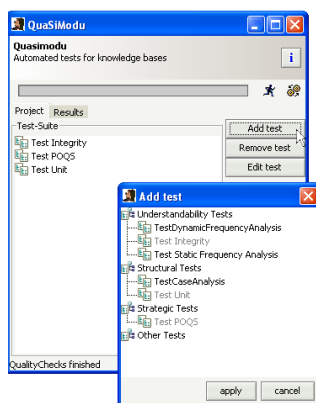 QuaSiModu
Quasimodu
Automated tests for knowledge bases
i
Project Results
Test-Suite
Test Integrity
Test POQS
Test Unit
Add test
Remove test
Edit test
Add test
Understandability Tests
TestDynamicFrequencyAnalysis
Test Integrity
Test Static Frequency Analysis
Structural Tests
TestCaseAnalysis
Test Unit
Strategic Tests
Test POQS
Other Tests
apply cancel
QualityChecks finished